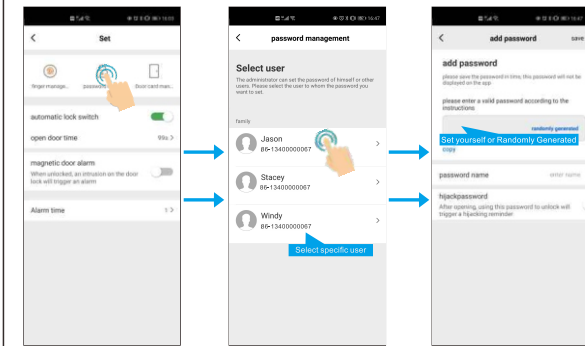 16:03
Set
finger manage...
passwor
Door card man...
automatic lock switch
open door time
99s >
magnetic door alarm
When unlocked, an intrusion on the door
lock will trigger an alarm
Alarm time
1 >
16:47
password management
Select user
The administrator can set the password of himself or other
users. Please select the user to whom the password you
want to set.
family
Jason
86-13400000067
Stacey
86-13400000067
Windy
86-13400000067
Select specific user
16:47
add password
save
add password
please save the password in time, this password will not be
displayed on the app
please enter a valid password according to the
instructions
randomly generated
Set yourself or Randomly Generated
copy
password name
enter name
hijackpassword
After opening, using this password to unlock will
trigger a hijacking reminder